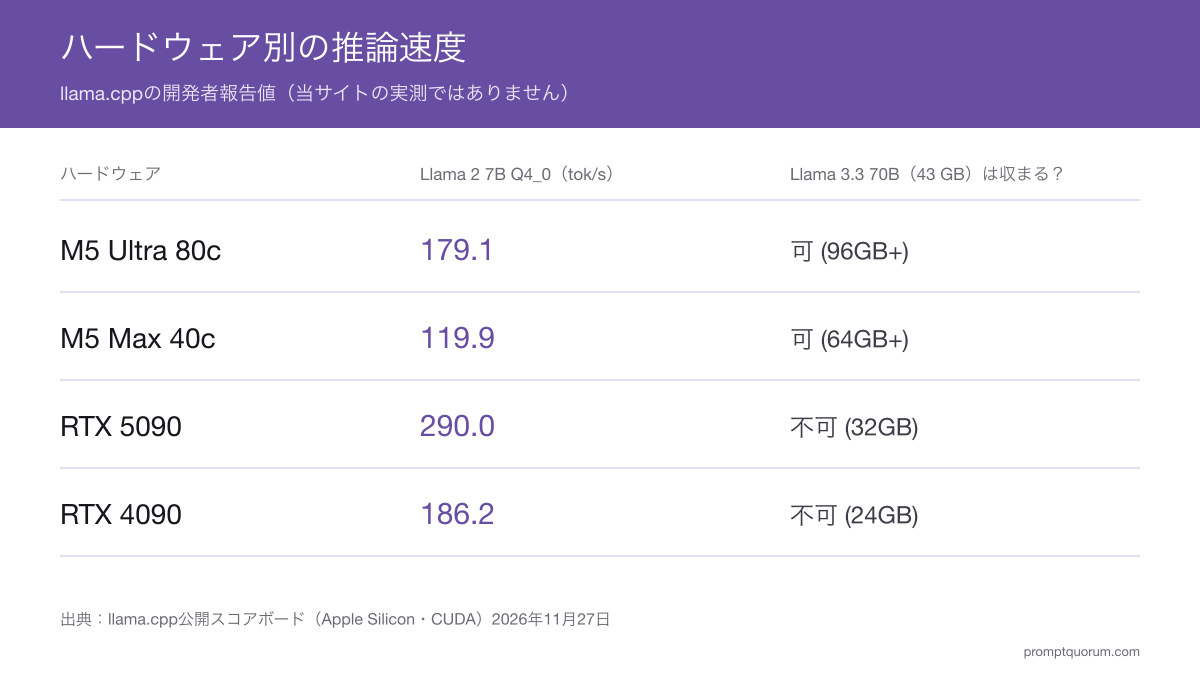 ハードウェア別の推論速度
llama.cppの開発者報告値（当サイトの実測ではありません）
ハードウェア Llama 2 7B Q4_0（tok/s） Llama 3.3 70B（43 GB）は収まる？
M5 Ultra 80c 179.1 可 (96GB+)
M5 Max 40c 119.9 可 (64GB+)
RTX 5090 290.0 不可 (32GB)
RTX 4090 186.2 不可 (24GB)
出典：llama.cpp公開スコアボード（Apple Silicon・CUDA）2026年11月27日
promptquorum.com